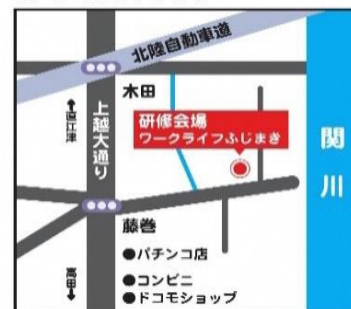 北陸自動車道
木田
↑直江津
上越大通り
研修会場
ワークライフふじまき
関川
藤巻
●パチンコ店
●コンビニ
●ドコモショップ
高田↓